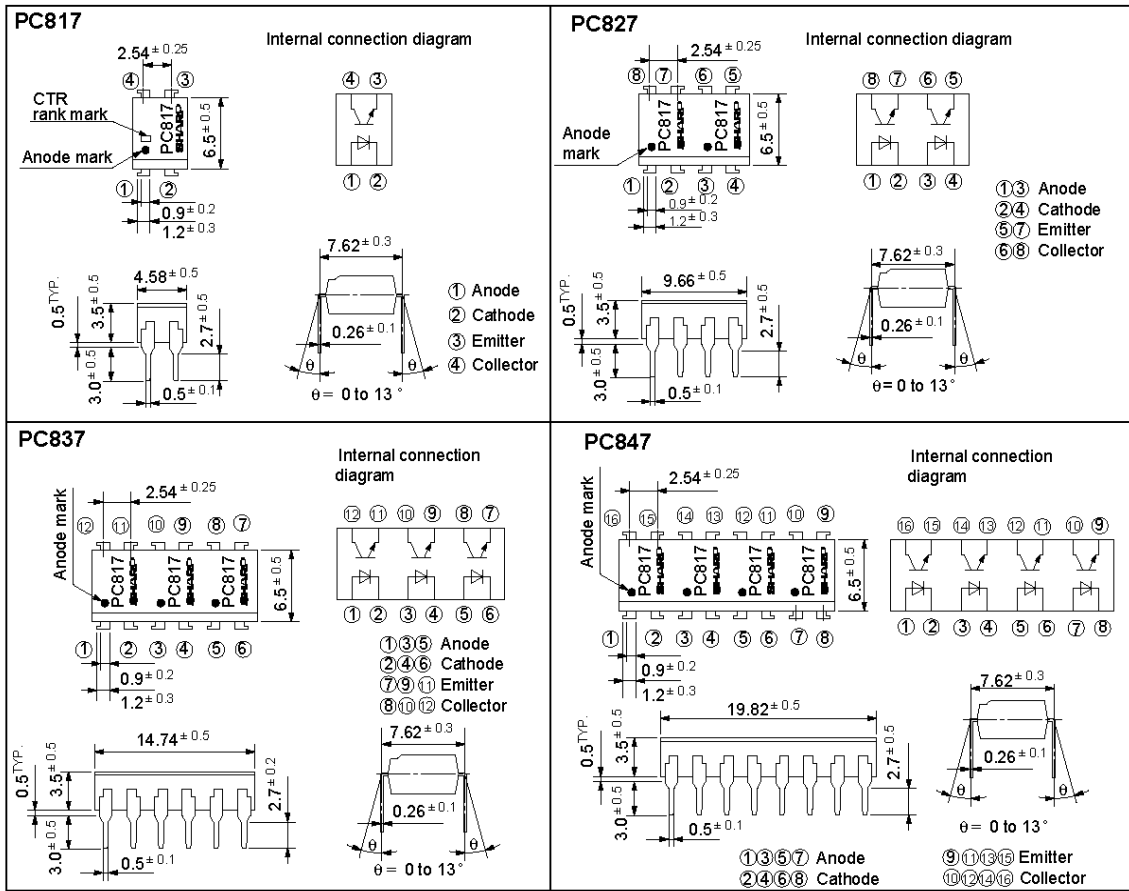 PC817
2.54 ± 0.25
Internal connection diagram
④ ③
CTR
rank mark
Anode mark
PC817
SHARP
6.5 ± 0.5
① ②
0.9 ± 0.2
1.2 ± 0.3
④ ③
① ②
4.58 ± 0.5
0.5 TYP.
3.5 ± 0.5
3.0 ± 0.5
2.7 ± 0.5
0.5 ± 0.1
7.62 ± 0.3
0.26 ± 0.1
θ θ
θ = 0 to 13 °
① Anode
② Cathode
③ Emitter
④ Collector
PC827
2.54 ± 0.25
Internal connection diagram
⑧ ⑦ ⑥ ⑤
Anode
mark
PC817
SHARP
PC817
SHARP
6.5 ± 0.5
① ② ③ ④
0.9 ± 0.2
1.2 ± 0.3
⑧ ⑦ ⑥ ⑤
① ② ③ ④
①③ Anode
②④ Cathode
⑤⑦ Emitter
⑥⑧ Collector
9.66 ± 0.5
0.5 TYP.
3.5 ± 0.5
3.0 ± 0.5
2.7 ± 0.5
0.5 ± 0.1
7.62 ± 0.3
0.26 ± 0.1
θ θ
θ = 0 to 13 °
PC837
Internal connection
diagram
Anode mark
2.54 ± 0.25
⑫ ⑪ ⑩ ⑨ ⑧ ⑦
PC817
SHARP
PC817
SHARP
PC817
SHARP
6.5 ± 0.5
① ② ③ ④ ⑤ ⑥
0.9 ± 0.2
1.2 ± 0.3
⑫ ⑪ ⑩ ⑨ ⑧ ⑦
① ② ③ ④ ⑤ ⑥
①③⑤ Anode
②④⑥ Cathode
⑦⑨⑪ Emitter
⑧⑩⑫ Collector
14.74 ± 0.5
0.5 TYP.
3.5 ± 0.5
3.0 ± 0.5
2.7 ± 0.2
0.5 ± 0.1
7.62 ± 0.3
0.26 ± 0.1
θ θ
θ = 0 to 13 °
PC847
Internal connection
diagram
Anode mark
2.54 ± 0.25
⑯ ⑮ ⑭ ⑬ ⑫ ⑪ ⑩ ⑨
PC817
SHARP
PC817
SHARP
PC817
SHARP
PC817
SHARP
6.5 ± 0.5
① ② ③ ④ ⑤ ⑥ ⑦ ⑧
0.9 ± 0.2
1.2 ± 0.3
⑯ ⑮ ⑭ ⑬ ⑫ ⑪ ⑩ ⑨
① ② ③ ④ ⑤ ⑥ ⑦ ⑧
19.82 ± 0.5
0.5 TYP.
3.5 ± 0.5
3.0 ± 0.5
2.7 ± 0.5
0.5 ± 0.1
7.62 ± 0.3
0.26 ± 0.1
θ θ
θ = 0 to 13 °
①③⑤⑦ Anode
②④⑥⑧ Cathode
⑨⑪⑬⑮ Emitter
⑩⑫⑭⑯ Collector